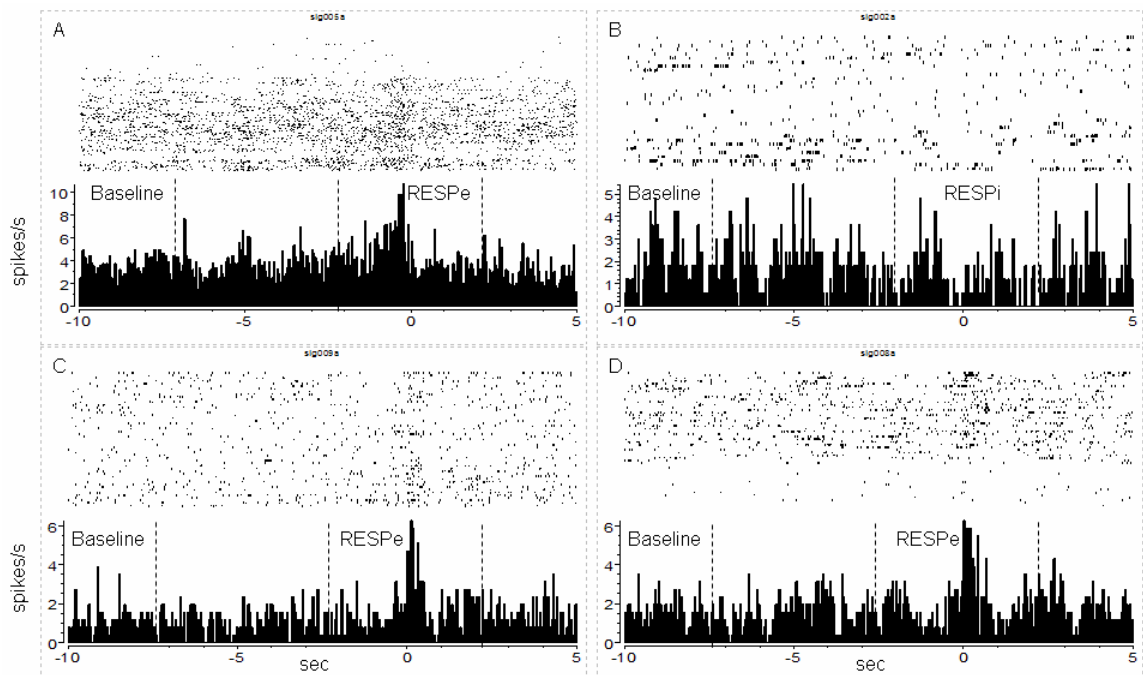 A
sig005a
Baseline
RESPe
spikes/s
10
8
6
4
2
0
-10
-5
0
5
B
sig002a
Baseline
RESPi
5
4
3
2
1
0
-10
-5
0
5
C
sig009a
Baseline
RESPe
spikes/s
6
4
2
0
-10
-5
0
5
sec
D
sig008a
Baseline
RESPe
6
4
2
0
-10
-5
0
5
sec